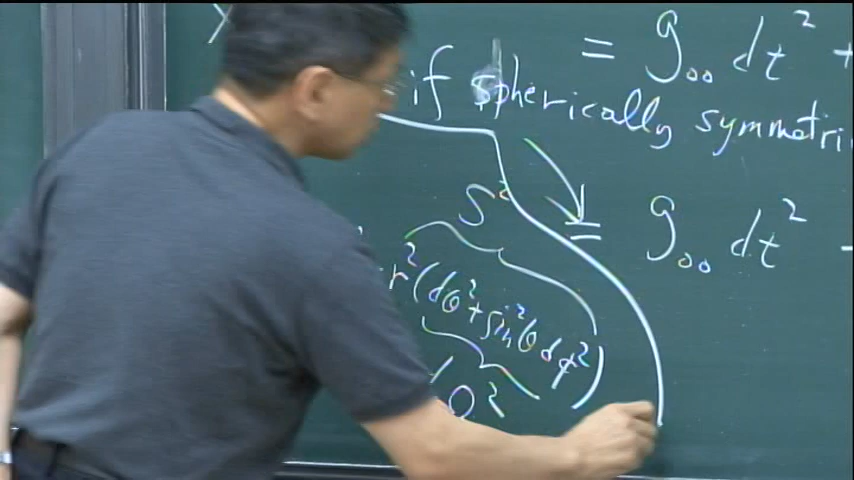 = g₀₀ dt² +
if spherically symmetri
= g₀₀ dt²
S²
r²(dθ² + sin²θ dφ²)
dΩ²